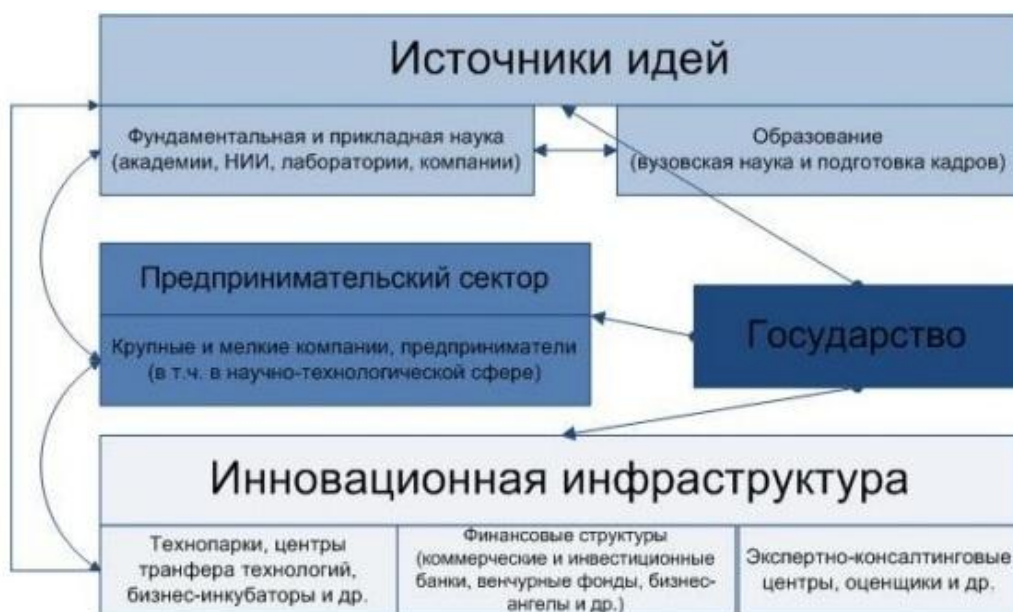 Источники идей
Фундаментальная и прикладная наука
(академии, НИИ, лаборатории, компании)
Образование
(вузовская наука и подготовка кадров)
Предпринимательский сектор
Крупные и мелкие компании, предприниматели
(в т.ч. в научно-технологической сфере)
Государство
Инновационная инфраструктура
Технопарки, центры
транфера технологий,
бизнес-инкубаторы и др.
Финансовые структуры
(коммерческие и инвестиционные
банки, венчурные фонды, бизнес-
ангелы и др.)
Экспертно-консалтинговые
центры, оценщики и др.